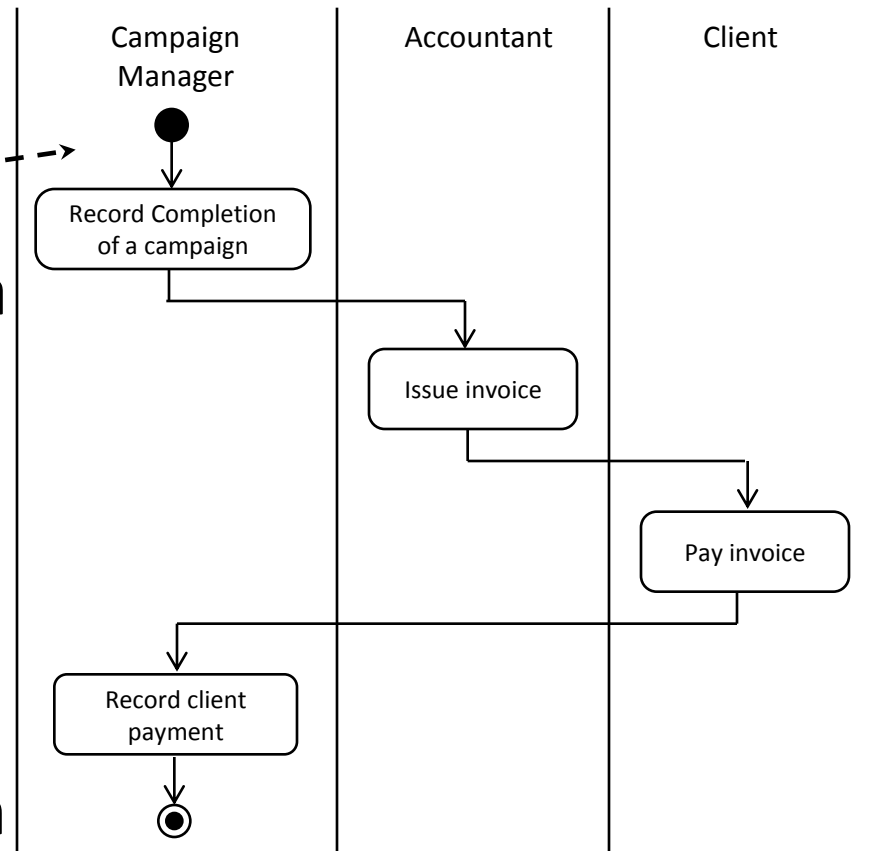 Campaign
Manager
Accountant
Client
Record Completion
of a campaign
Issue invoice
Pay invoice
Record client
payment